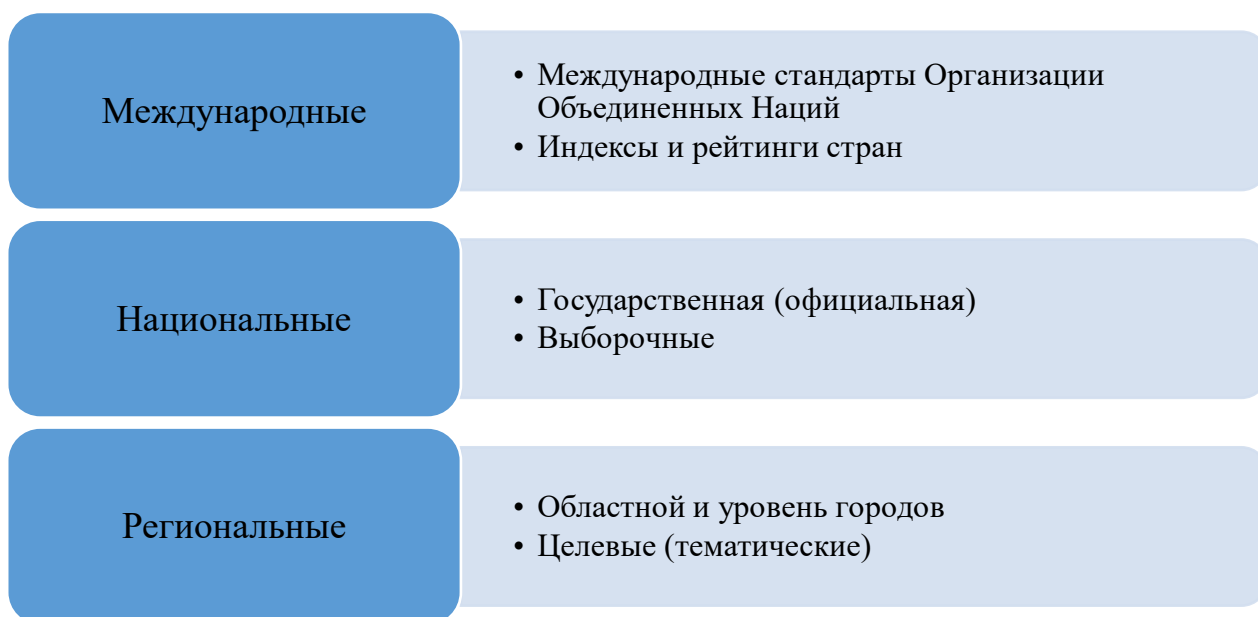 Международные
• Международные стандарты Организации
Объединенных Наций
• Индексы и рейтинги стран
Национальные
• Государственная (официальная)
• Выборочные
Региональные
• Областной и уровень городов
• Целевые (тематические)